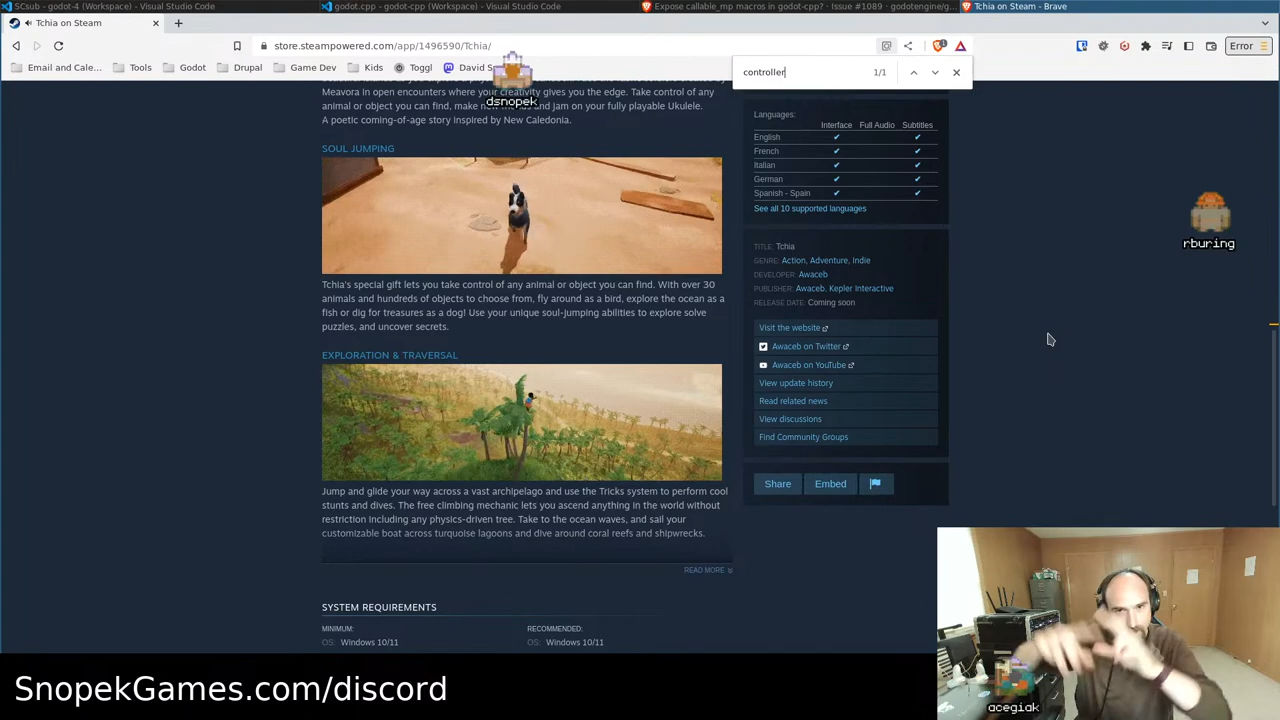 SCsub - godot-4 (Workspace) - Visual Studio Code
godot.cpp - godot-cpp (Workspace) - Visual Studio Code
Expose callable_mp macros in godot-cpp? · Issue #1089 · godotengine/g...
Tchia on Steam - Brave
Tchia on Steam
store.steampowered.com/app/1496590/Tchia/
Error
Email and Cale...
Tools
Godot
Drupal
Game Dev
Kids
Toggl
David S
controller
1/1
dsnopek
Meavora in open encounters where your creativity gives you the edge. Take control of any
animal or object you can find, make new friends and jam on your fully playable Ukulele.
A poetic coming-of-age story inspired by New Caledonia.
SOUL JUMPING
Tchia's special gift lets you take control of any animal or object you can find. With over 30
animals and hundreds of objects to choose from, fly around as a bird, explore the ocean as a
fish or dig for treasures as a dog! Use your unique soul-jumping abilities to explore solve
puzzles, and uncover secrets.
EXPLORATION & TRAVERSAL
Jump and glide your way across a vast archipelago and use the Tricks system to perform cool
stunts and dives. The free climbing mechanic lets you ascend anything in the world without
restriction including any physics-driven tree. Take to the ocean waves, and sail your
customizable boat across turquoise lagoons and dive around coral reefs and shipwrecks.
READ MORE
SYSTEM REQUIREMENTS
MINIMUM:
OS: Windows 10/11
RECOMMENDED:
OS: Windows 10/11
Languages:
Interface Full Audio Subtitles
English ✔ ✔
French ✔ ✔
Italian ✔ ✔
German ✔ ✔
Spanish - Spain ✔ ✔
See all 10 supported languages
TITLE: Tchia
GENRE: Action, Adventure, Indie
DEVELOPER: Awaceb
PUBLISHER: Awaceb, Kepler Interactive
RELEASE DATE: Coming soon
Visit the website
Awaceb on Twitter
Awaceb on YouTube
View update history
Read related news
View discussions
Find Community Groups
Share
Embed
rburing
acegiak
SnopekGames.com/discord